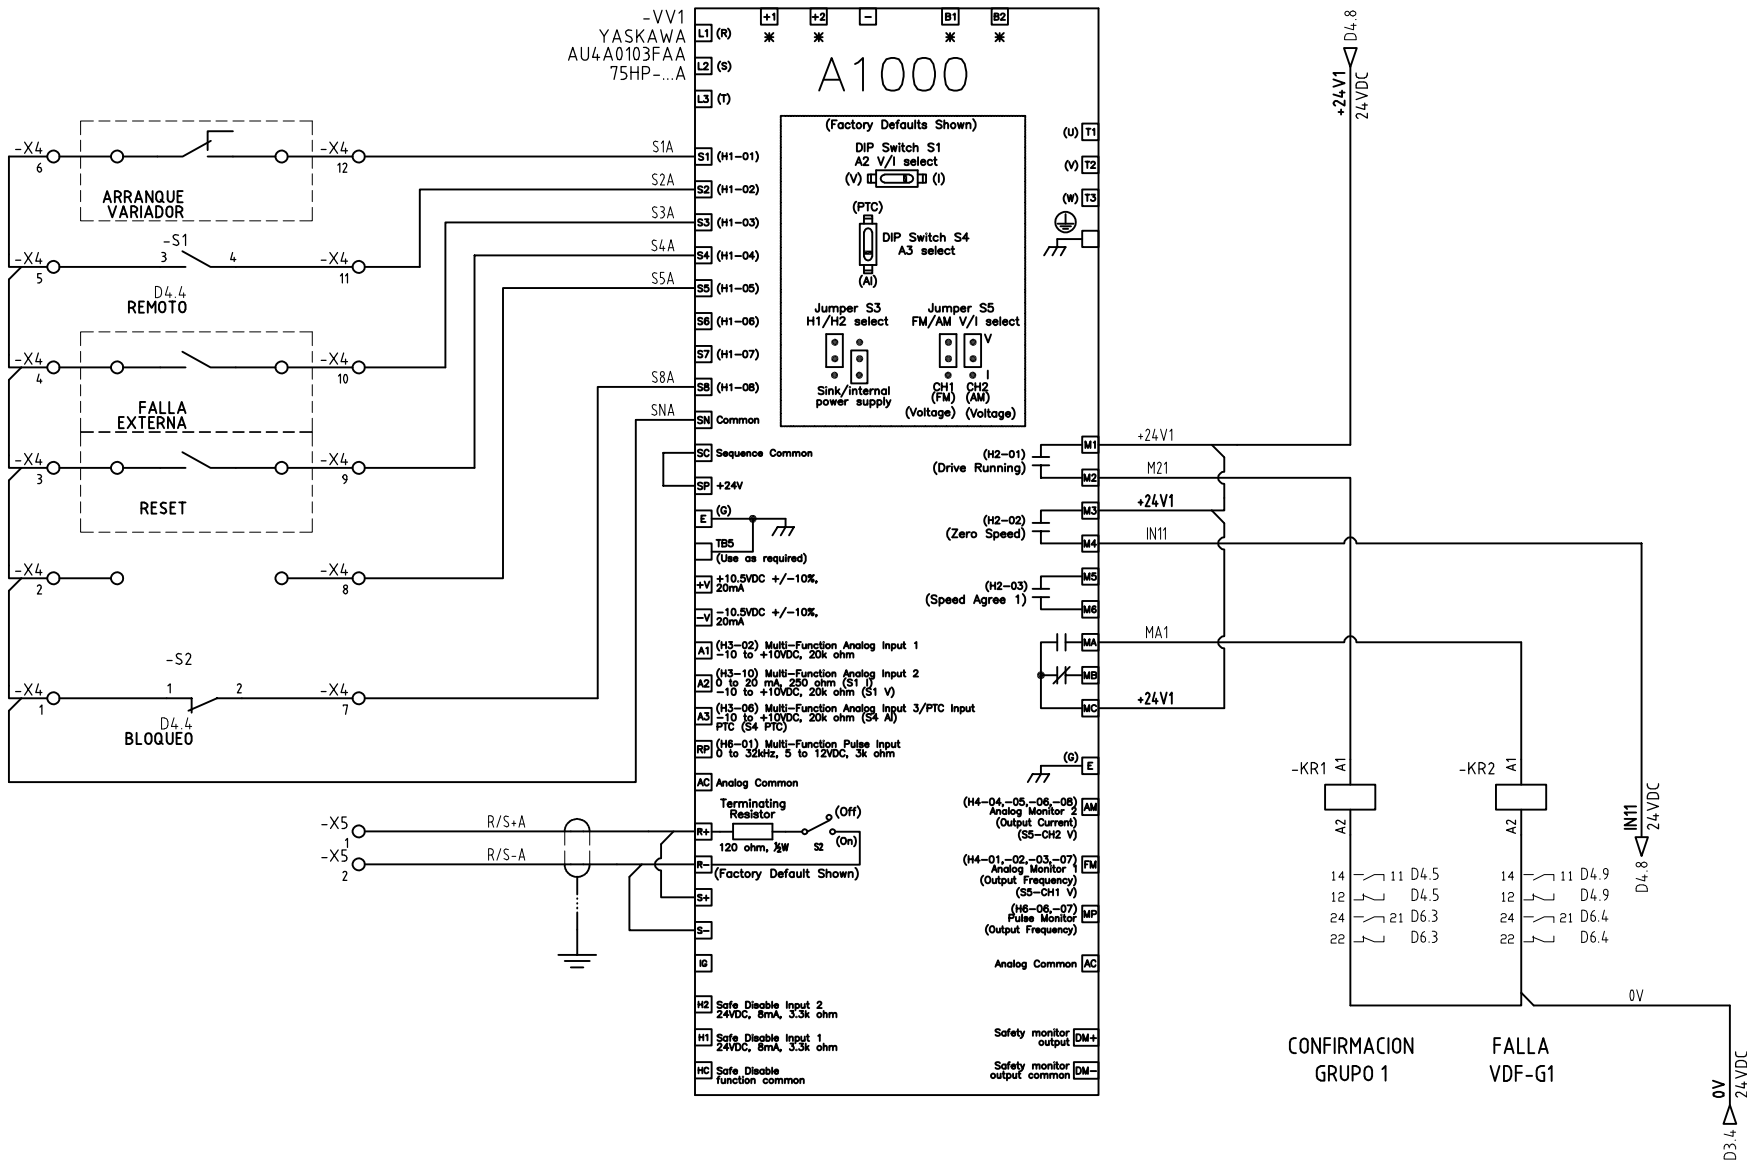 -VV1
YASKAWA
AU4A0103FAA
75HP-...A
+1
+2
-
B1
B2
*
*
*
*
A1000
L1 (R)
L2 (S)
L3 (T)
(U) T1
(V) T2
(W) T3
(Factory Defaults Shown)
DIP Switch S1
A2 V/I select
(V)
(I)
(PTC)
DIP Switch S4
A3 select
(AI)
Jumper S3
H1/H2 select
Jumper S5
FM/AM V/I select
V
I
Sink/internal
power supply
CH1
(FM)
CH2
(AM)
(Voltage)
(Voltage)
-X4
6
ARRANQUE
VARIADOR
-X4
12
S1A
S1 (H1-01)
-X4
5
-S1
3
4
D4.4
REMOTO
-X4
11
S2A
S2 (H1-02)
-X4
4
FALLA
EXTERNA
-X4
10
S3A
S3 (H1-03)
-X4
3
RESET
-X4
9
S4A
S4 (H1-04)
-X4
2
-X4
8
S5A
S5 (H1-05)
S6 (H1-06)
S7 (H1-07)
-X4
1
-S2
1
2
D4.4
BLOQUEO
-X4
7
S8A
S8 (H1-08)
SNA
SN Common
SC Sequence Common
SP +24V
E (G)
TB5
(Use as required)
+V +10.5VDC +/-10%,
20mA
-V -10.5VDC +/-10%,
20mA
A1 (H3-02) Multi-Function Analog Input 1
-10 to +10VDC, 20k ohm
A2 (H3-10) Multi-Function Analog Input 2
0 to 20 mA, 250 ohm (S1 I)
-10 to +10VDC, 20k ohm (S1 V)
A3 (H3-06) Multi-Function Analog Input 3/PTC Input
-10 to +10VDC, 20k ohm (S4 AI)
PTC (S4 PTC)
RP (H6-01) Multi-Function Pulse Input
0 to 32kHz, 5 to 12VDC, 3k ohm
AC Analog Common
-X5
1
R/S+A
R+
-X5
2
R/S-A
R-
Terminating
Resistor
120 ohm, ½W
S2
(Off)
(On)
(Factory Default Shown)
S+
S-
IG
H2 Safe Disable Input 2
24VDC, 8mA, 3.3k ohm
H1 Safe Disable Input 1
24VDC, 8mA, 3.3k ohm
HC Safe Disable
function common
(H2-01)
(Drive Running)
M1
M2
(H2-02)
(Zero Speed)
M3
M4
(H2-03)
(Speed Agree 1)
M5
M6
MA
MB
MC
(G) E
(H4-04,-05,-06,-08)
Analog Monitor 2
(Output Current)
(S5-CH2 V)
AM
(H4-01,-02,-03,-07)
Analog Monitor 1
(Output Frequency)
(S5-CH1 V)
FM
(H6-06,-07)
Pulse Monitor
(Output Frequency)
MP
Analog Common AC
Safety monitor
output
DM+
Safety monitor
output common
DM-
+24V1
M21
+24V1
IN11
MA1
+24V1
D4.8
+24V1
24VDC
-KR1
A1
A2
14 11 D4.5
12 D4.5
24 21 D6.3
22 D6.3
CONFIRMACION
GRUPO 1
-KR2
A1
A2
14 11 D4.9
12 D4.9
24 21 D6.4
22 D6.4
FALLA
VDF-G1
IN11
24VDC
D4.8
0V
0V
24VDC
D3.4